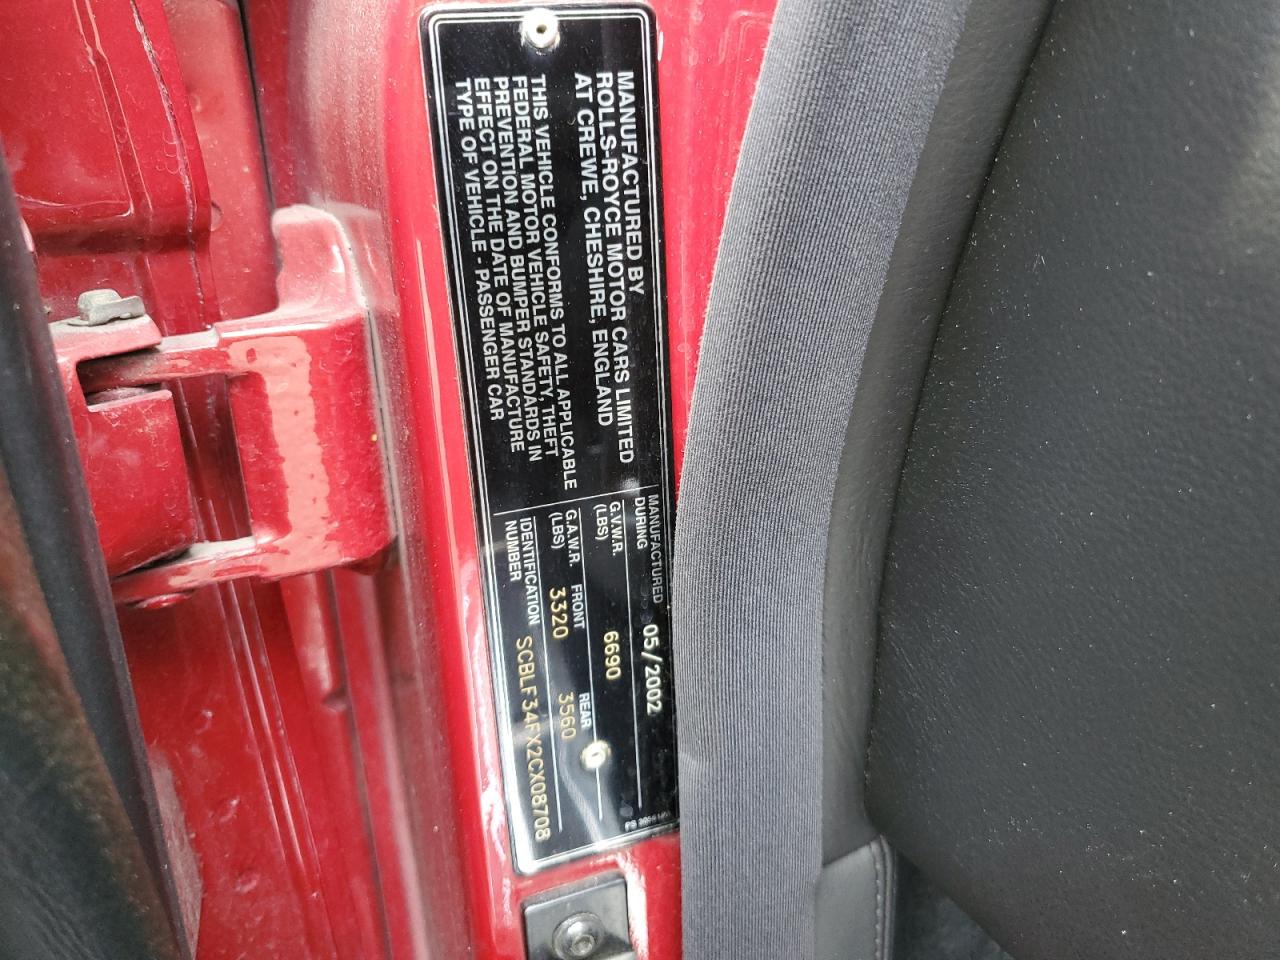 MANUFACTURED BY
ROLLS-ROYCE MOTOR CARS LIMITED
AT CREWE, CHESHIRE, ENGLAND
THIS VEHICLE CONFORMS TO ALL APPLICABLE
FEDERAL MOTOR VEHICLE SAFETY, THEFT
PREVENTION AND BUMPER STANDARDS IN
EFFECT ON THE DATE OF MANUFACTURE
TYPE OF VEHICLE - PASSENGER CAR
MANUFACTURED
DURING
05/2002
G.V.W.R.
(LBS)
6690
G.A.W.R.
(LBS)
FRONT
3320
REAR
3560
IDENTIFICATION
NUMBER
SCBLF34FX2CX08708